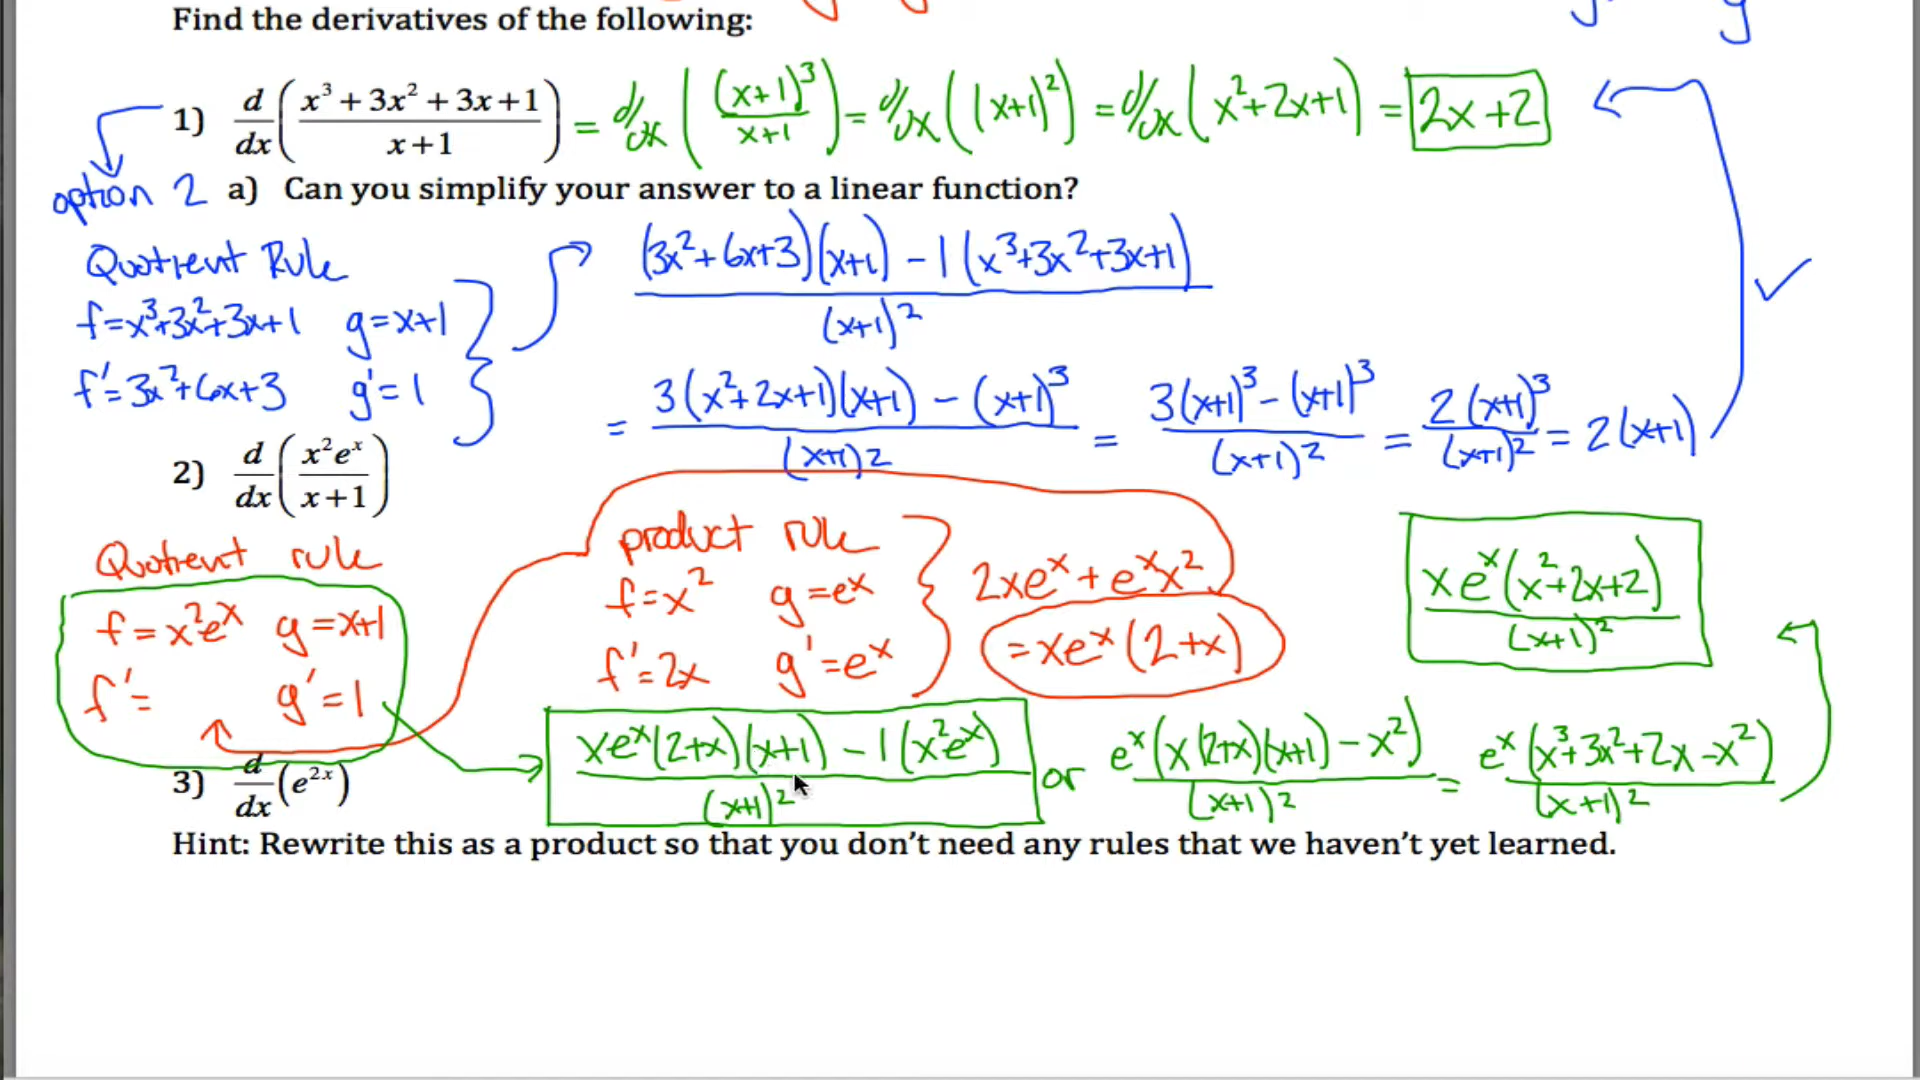 Find the derivatives of the following:
1) d/dx((x³+3x²+3x+1)/(x+1)) = d/dx((x+1)³/(x+1)) = d/dx((x+1)²) = d/dx(x²+2x+1) = 2x+2
option 2 a) Can you simplify your answer to a linear function?
Quotient Rule
f=x³+3x²+3x+1 g=x+1
f'=3x²+6x+3 g'=1
((3x²+6x+3)(x+1) - 1(x³+3x²+3x+1))/(x+1)²
= (3(x²+2x+1)(x+1) - (x+1)³)/(x+1)² = (3(x+1)³-(x+1)³)/(x+1)² = 2(x+1)³/(x+1)² = 2(x+1) ✓
2) d/dx(x²eˣ/(x+1))
Quotient rule
f=x²eˣ g=x+1
f'= g'=1
product rule
f=x² g=eˣ
f'=2x g'=eˣ
2xeˣ+eˣx²
=xeˣ(2+x)
(xeˣ(2+x)(x+1) - 1(x²eˣ))/(x+1)² or eˣ(x(2+x)(x+1)-x²)/(x+1)² = eˣ(x³+3x²+2x-x²)/(x+1)²
xeˣ(x²+2x+2)/(x+1)²
3) d/dx(e²ˣ)
Hint: Rewrite this as a product so that you don't need any rules that we haven't yet learned.